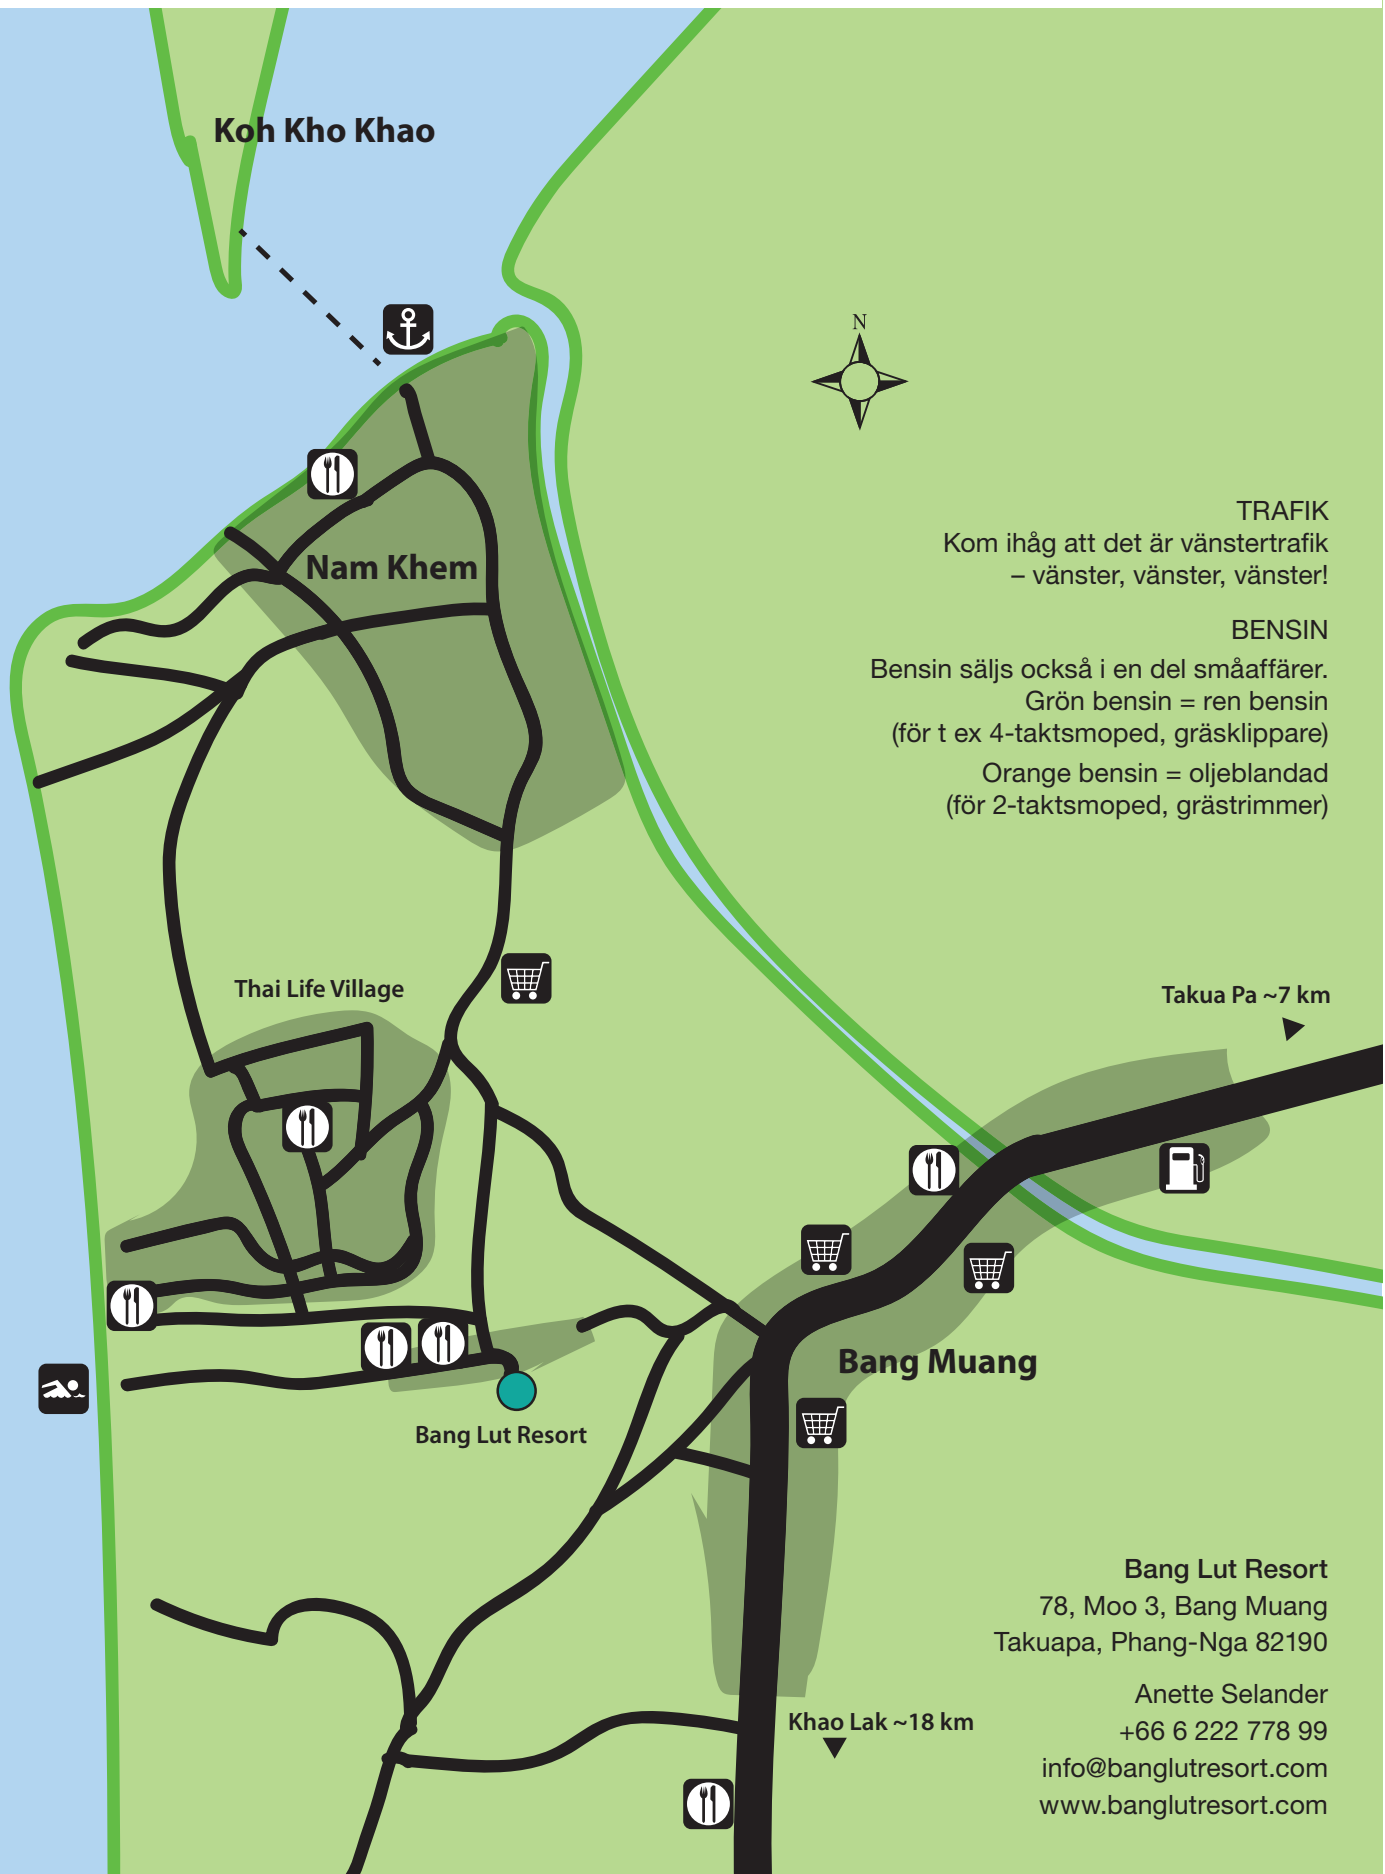 Koh Kho Khao
N
Nam Khem
TRAFIK
Kom ihåg att det är vänstertrafik
– vänster, vänster, vänster!
BENSIN
Bensin säljs också i en del småaffärer.
Grön bensin = ren bensin
(för t ex 4-taktsmoped, gräsklippare)
Orange bensin = oljeblandad
(för 2-taktsmoped, grästrimmer)
Thai Life Village
Takua Pa ~7 km
Bang Muang
Bang Lut Resort
Khao Lak ~18 km
Bang Lut Resort
78, Moo 3, Bang Muang
Takuapa, Phang-Nga 82190
Anette Selander
+66 6 222 778 99
info@banglutresort.com
www.banglutresort.com